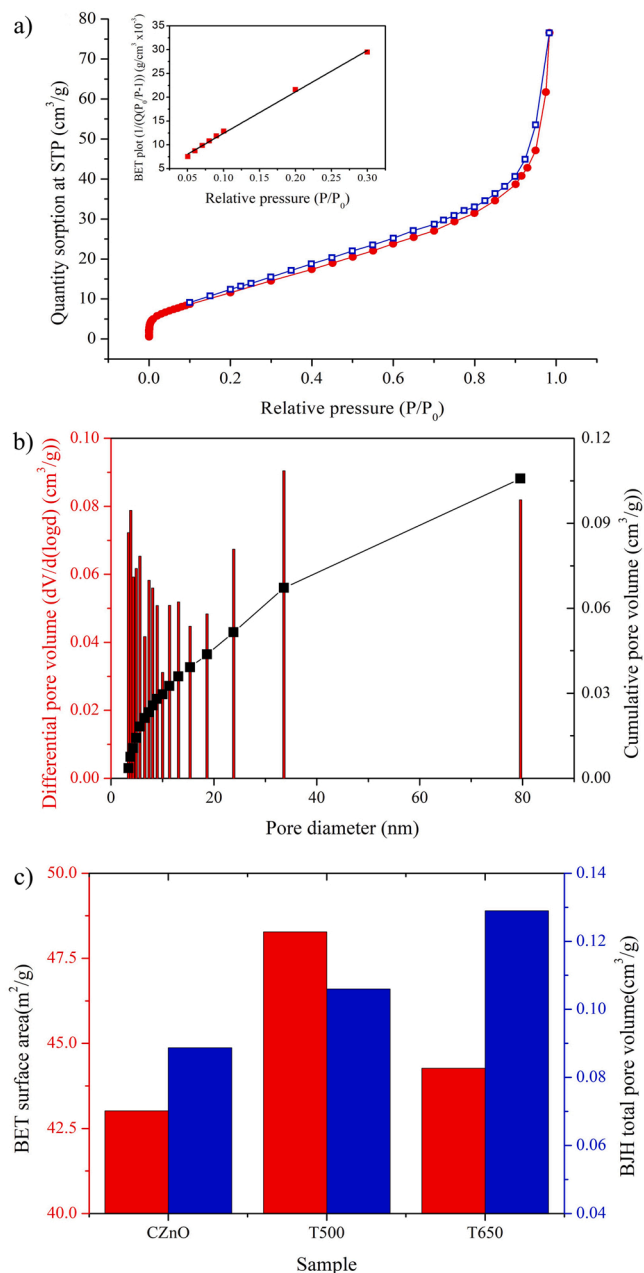 a)
Quantity sorption at STP (cm³/g)
80
70
60
50
40
30
20
10
0
0.0 0.2 0.4 0.6 0.8 1.0
Relative pressure (P/P₀)
BET plot (1/(Q(P₀/P-1)) (g/cm³ x10⁻³)
35
30
25
20
15
10
5
0.05 0.10 0.20 0.30
Relative pressure (P/P₀)
b)
Differential pore volume (dV/d(logd) (cm³/g))
0.10
0.08
0.06
0.04
0.02
0.00
0 20 40 60 80
Pore diameter (nm)
0.12
0.09
0.06
0.03
0.00
Cumulative pore volume (cm³/g))
c)
BET surface area(m²/g)
50.0
47.5
45.0
42.5
40.0
CZnO T500 T650
Sample
0.14
0.12
0.10
0.08
0.06
0.04
BJH total pore volume(cm³/g)